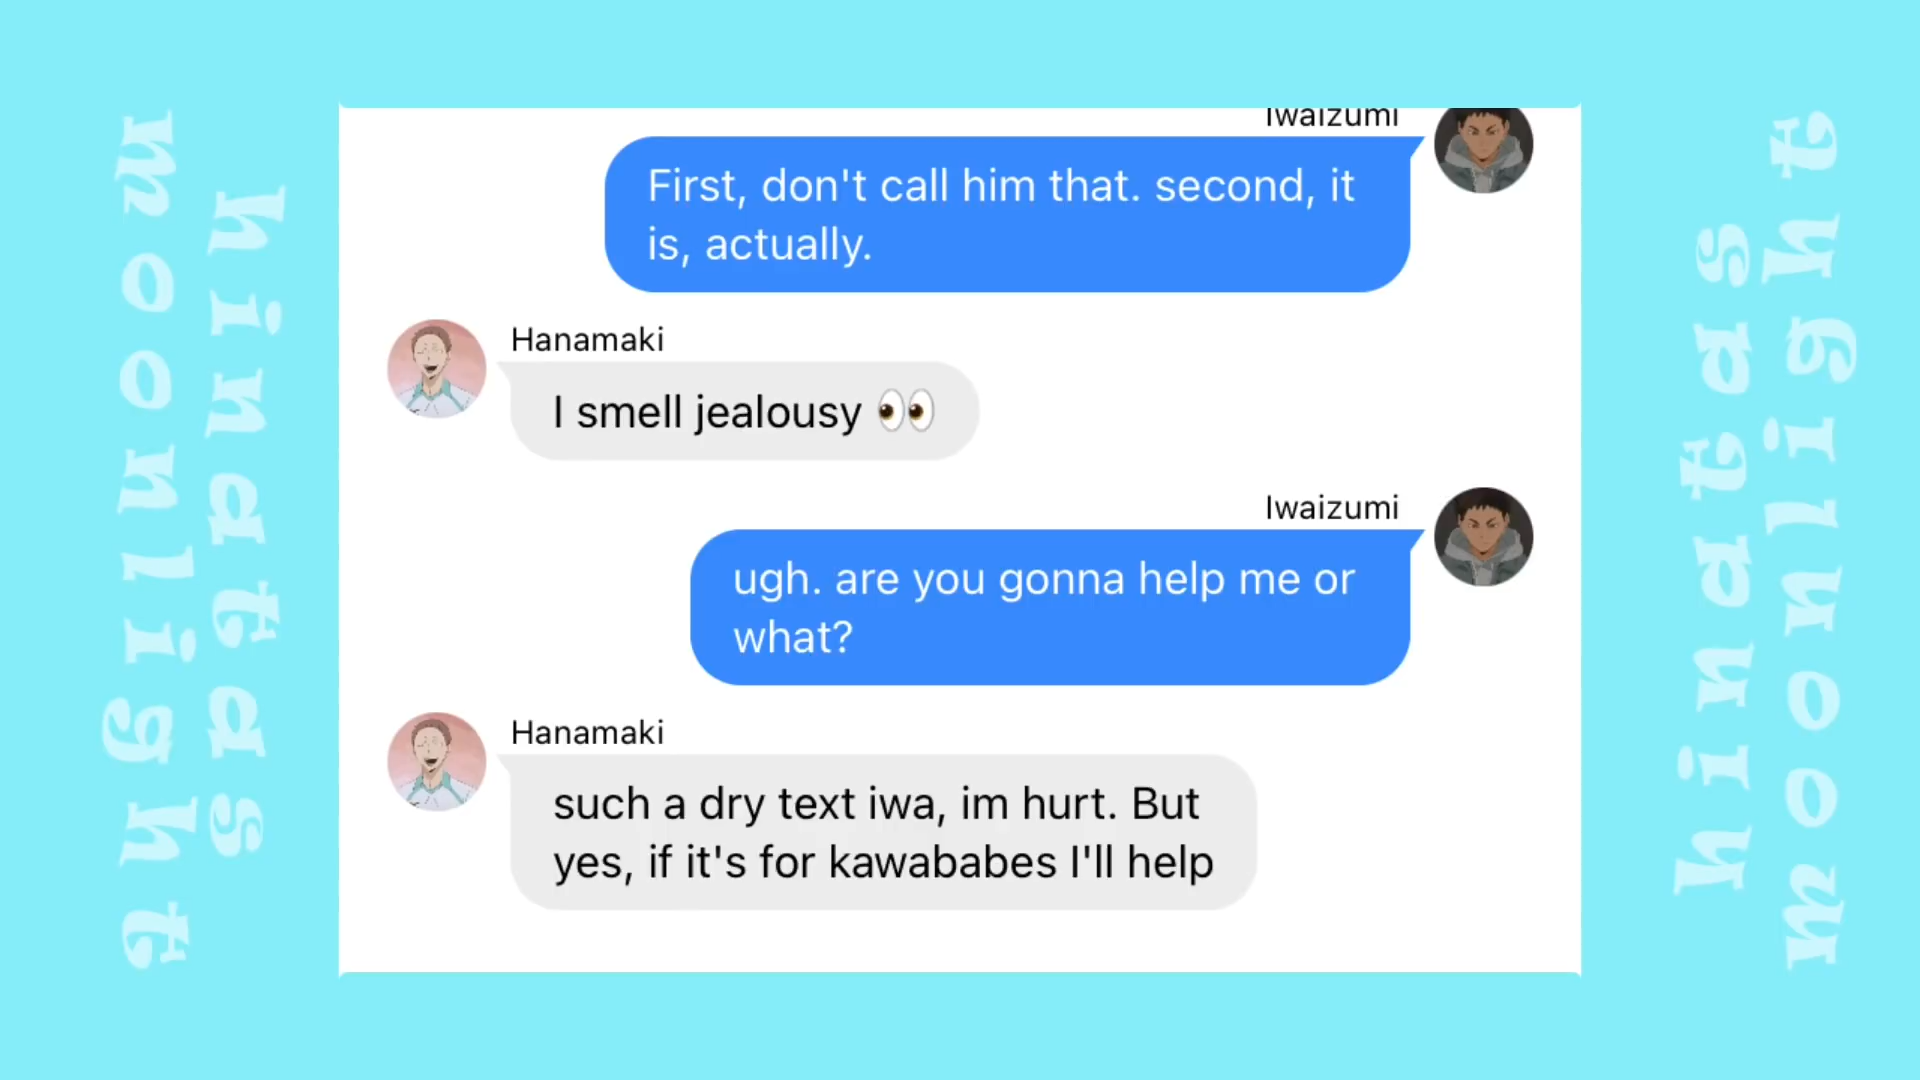 Iwaizumi
First, don't call him that. second, it
is, actually.
Hanamaki
I smell jealousy 👀
Iwaizumi
ugh. are you gonna help me or
what?
Hanamaki
such a dry text iwa, im hurt. But
yes, if it's for kawababes I'll help
hinatas
moonlight
hinatas
moonlight